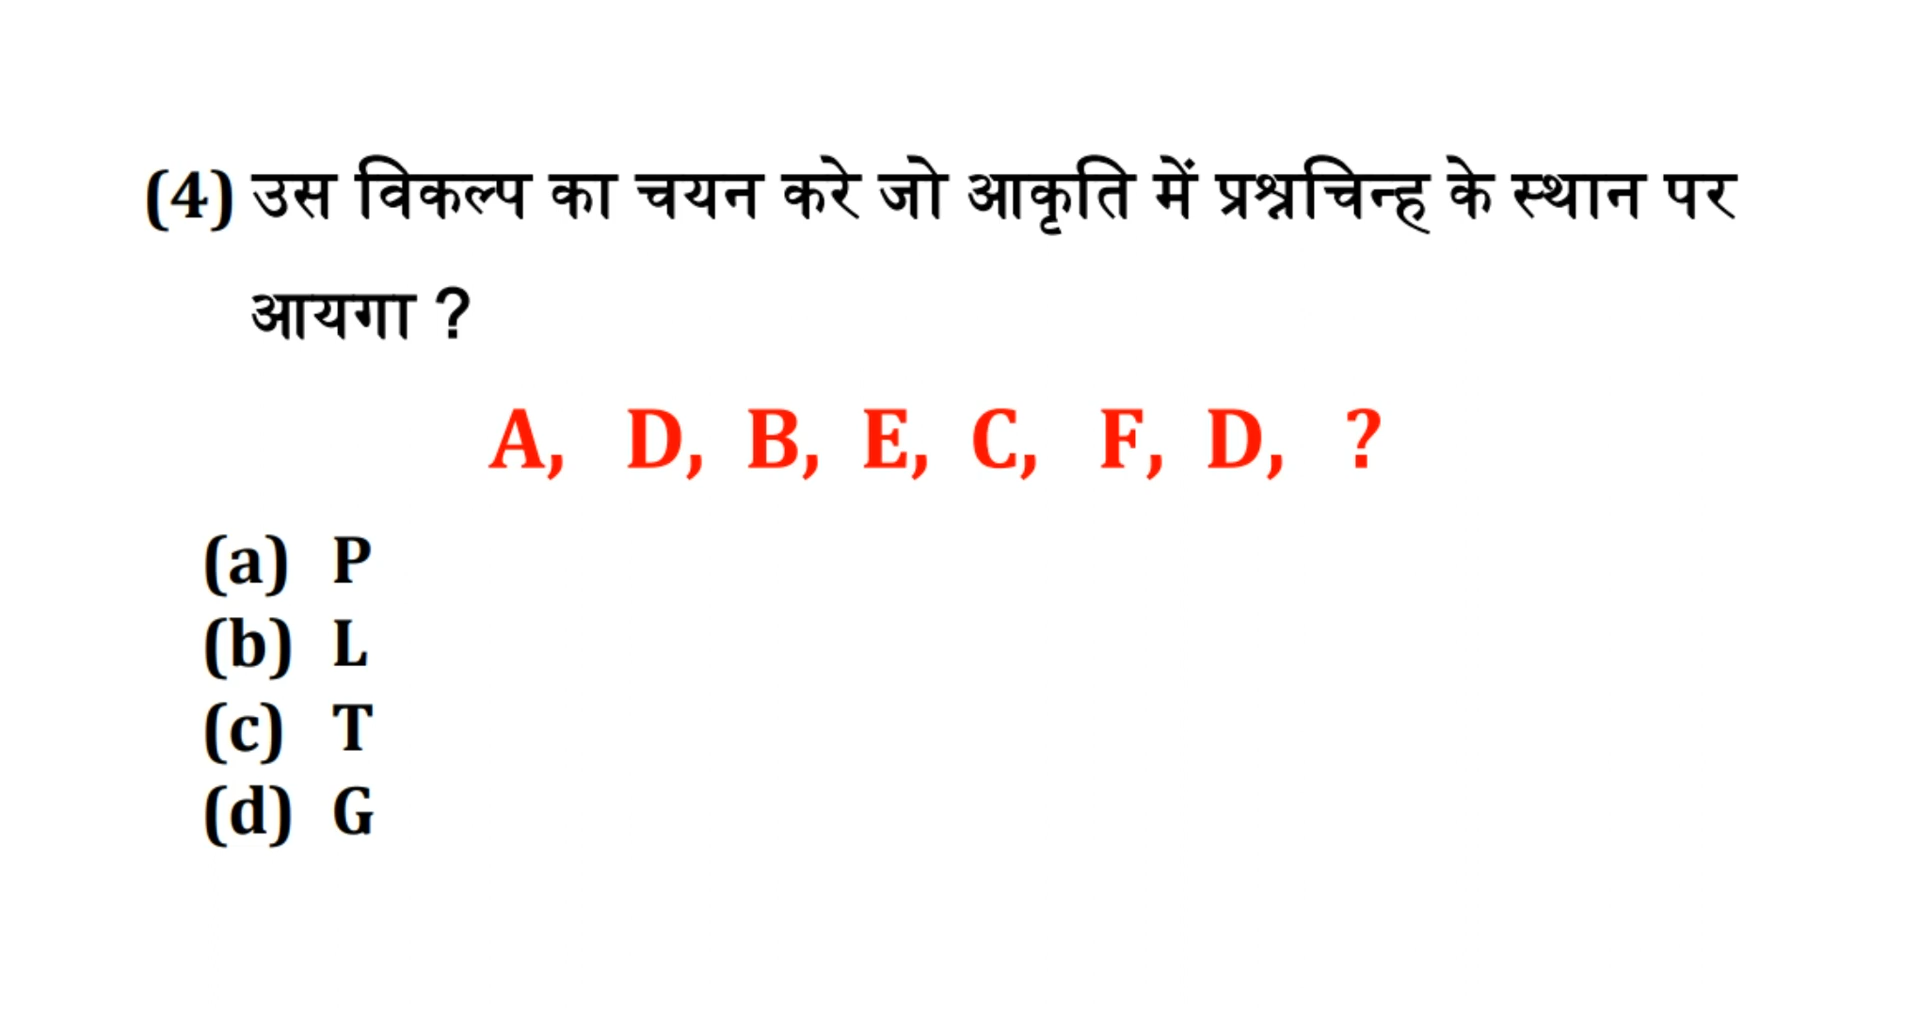 (4) उस विकल्प का चयन करे जो आकृति में प्रश्नचिन्ह के स्थान पर
आयगा ?
A, D, B, E, C, F, D, ?
(a) P
(b) L
(c) T
(d) G